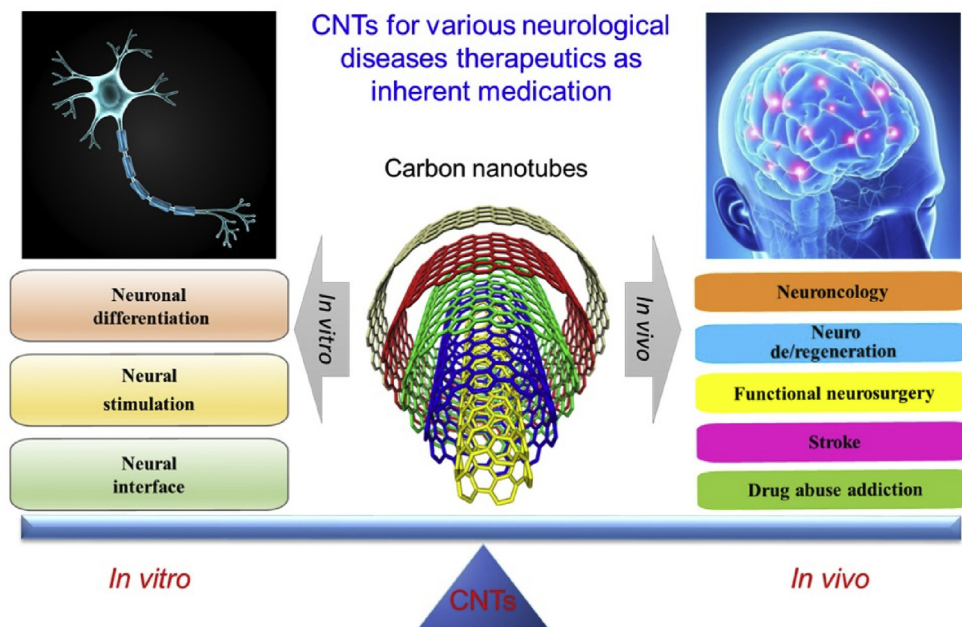 CNTs for various neurological
diseases therapeutics as
inherent medication
Carbon nanotubes
In vitro
In vivo
Neuronal
differentiation
Neural
stimulation
Neural
interface
Neuroncology
Neuro
de/regeneration
Functional neurosurgery
Stroke
Drug abuse addiction
In vitro
CNTs
In vivo